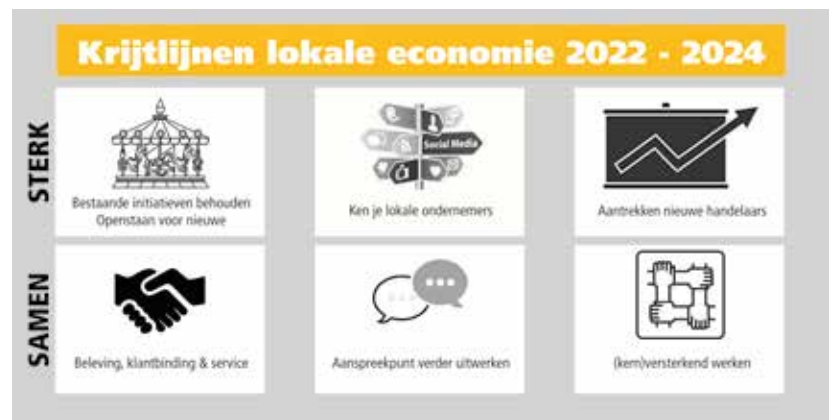 Krijtlijnen lokale economie 2022 - 2024
STERK
Bestaande initiatieven behouden
Openstaan voor nieuwe
Social Media
Ken je lokale ondernemers
Aantrekken nieuwe handelaars
SAMEN
Beleving, klantbinding & service
Aanspreekpunt verder uitwerken
(kern)versterkend werken